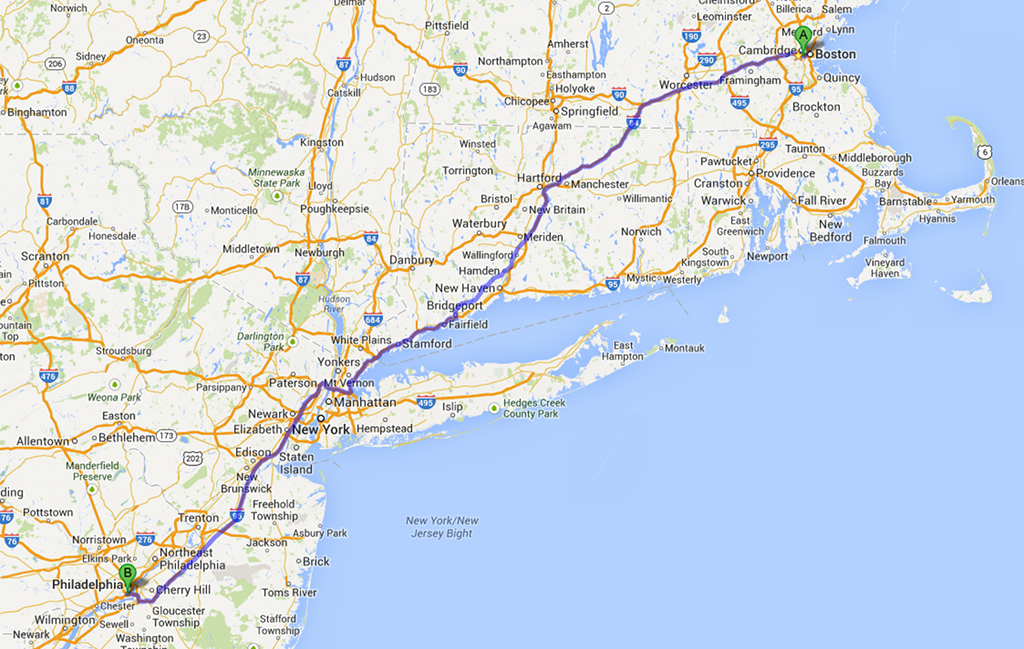 Delmar
Chelmsford
Billerica
Salem
2
Oneonta
23
Pittsfield
Leominster
Me
Lynn
190
A
Sidney
206
Amherst
Cambridge
Boston
87
90
Northampton
290
88
Hudson
Easthampton
Framingham
Quincy
Catskill
183
Holyoke
90
Worcester
95
Binghamton
Chicopee
Springfield
495
Brockton
84
Agawam
Kingston
Winsted
295
Taunton
6
Minnewaska
State Park
Torrington
Pawtucket
Middleborough
Hartford
Manchester
Providence
Buzzards
Bay
Orleans
Lloyd
Cranston
81
17B
Monticello
Poughkeepsie
Bristol
New Britain
Willimantic
Warwick
Fall River
Barnstable
Yarmouth
Carbondale
Waterbury
East
Greenwich
New
Bedford
Hyannis
Honesdale
84
Meriden
Norwich
Falmouth
Scranton
Middletown
Newburgh
Danbury
Wallingford
South
Kingstown
Newport
Vineyard
Haven
Pittston
87
Hamden
Mystic
Westerly
New Haven
95
Hudson
River
Bridgeport
684
Fairfield
Darlington
Park
White Plains
Stamford
East
Hampton
Montauk
Stroudsburg
Yonkers
476
Weona Park
Parsippany
Paterson
Mt Vernon
Manhattan
495
Islip
Hedges Creek
County Park
Newark
Easton
Elizabeth
New York
Hempstead
Allentown
Bethlehem
173
202
Edison
Staten
Island
Manderfield
Preserve
New
Brunswick
Pottstown
Freehold
Township
76
95
New York/New
Jersey Bight
Trenton
Asbury Park
76
Norristown
276
Jackson
Elkins Park
Northeast
Philadelphia
Brick
B
Philadelphia
Cherry Hill
Toms River
Chester
Gloucester
Township
Wilmington
Sewell
Stafford
Township
Newark
Washington
Township